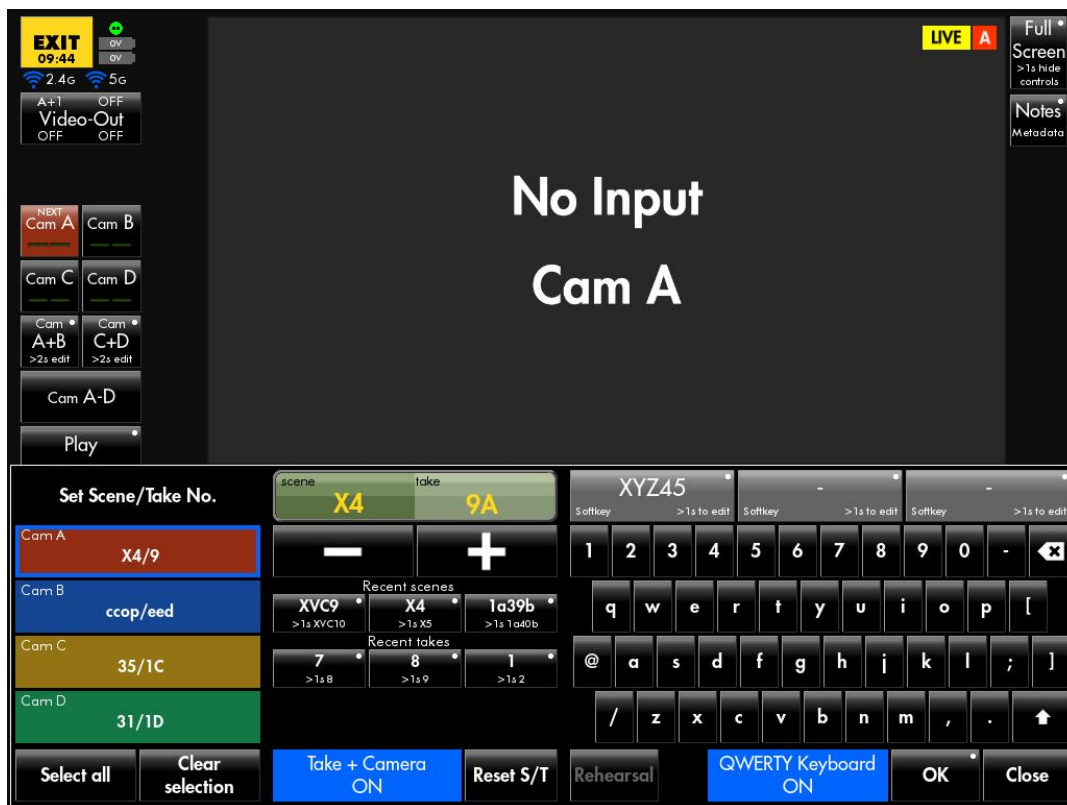 EXIT
09:44
0V
0V
2.4G 5G
A+1 OFF
Video-Out
OFF OFF
LIVE A
Full
Screen
>1s hide
controls
Notes
Metadata
No Input
Cam A
NEXT
Cam A
Cam B
Cam C
Cam D
Cam
A+B
>2s edit
Cam
C+D
>2s edit
Cam A-D
Play
Set Scene/Take No.
scene take
X4 9A
XYZ45
Softkey >1s to edit
-
Softkey >1s to edit
-
Softkey >1s to edit
Cam A
X4/9
Cam B
ccop/eed
Cam C
35/1C
Cam D
31/1D
Recent scenes
XVC9 X4 1a39b
>1s XVC10 >1s X5 >1s 1a40b
Recent takes
7 8 1
>1s 8 >1s 9 >1s 2
1 2 3 4 5 6 7 8 9 0 -
q w e r t y u i o p [
@ a s d f g h j k l ; ]
/ z x c v b n m , .
Select all
Clear
selection
Take + Camera
ON
Reset S/T
Rehearsal
QWERTY Keyboard
ON
OK
Close